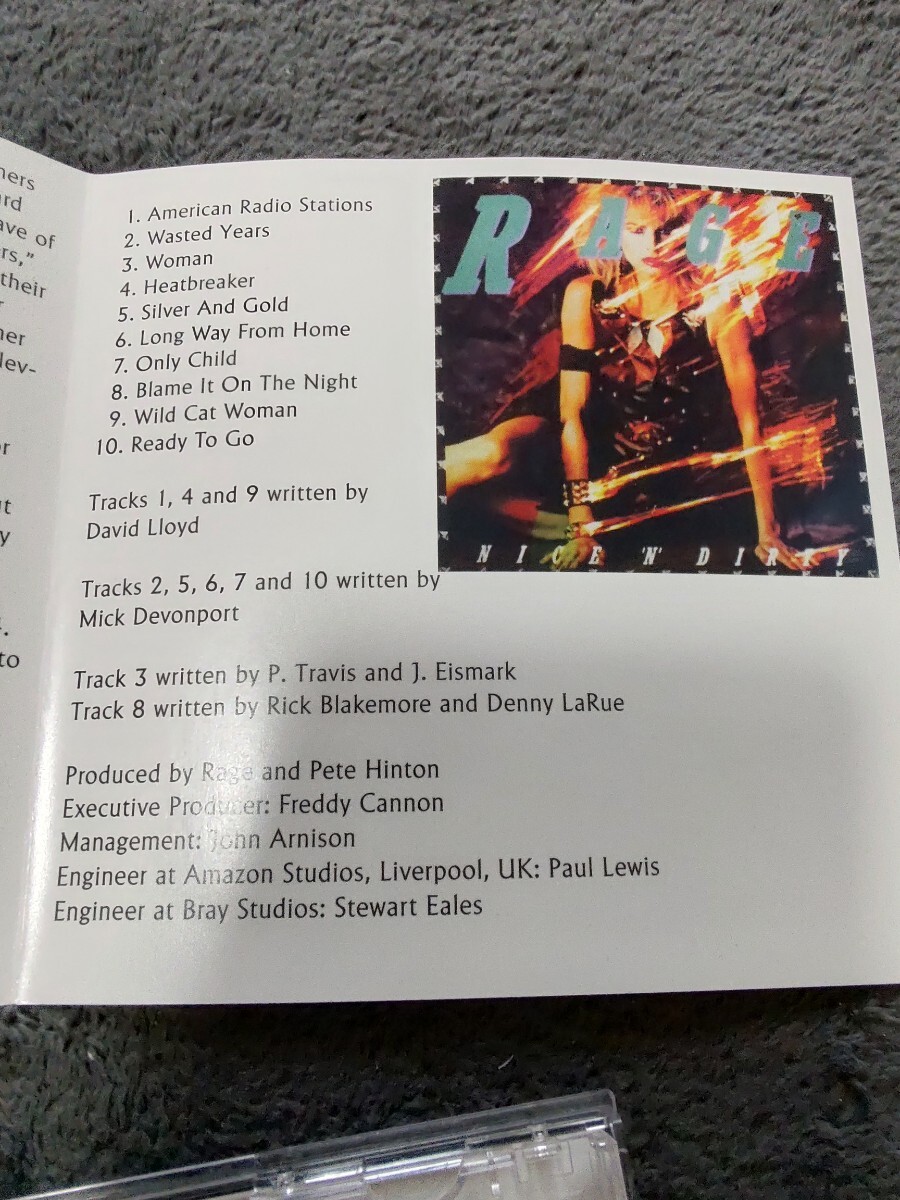 ners
rd
ave of
rs,"
their
r
ner
lev-
r
ut
y
.
to
1. American Radio Stations
2. Wasted Years
3. Woman
4. Heatbreaker
5. Silver And Gold
6. Long Way From Home
7. Only Child
8. Blame It On The Night
9. Wild Cat Woman
10. Ready To Go
Tracks 1, 4 and 9 written by
David Lloyd
Tracks 2, 5, 6, 7 and 10 written by
Mick Devonport
Track 3 written by P. Travis and J. Eismark
Track 8 written by Rick Blakemore and Denny LaRue
Produced by Rage and Pete Hinton
Executive Producer: Freddy Cannon
Management: John Arnison
Engineer at Amazon Studios, Liverpool, UK: Paul Lewis
Engineer at Bray Studios: Stewart Eales
RAGE
NICE 'N' DIRTY